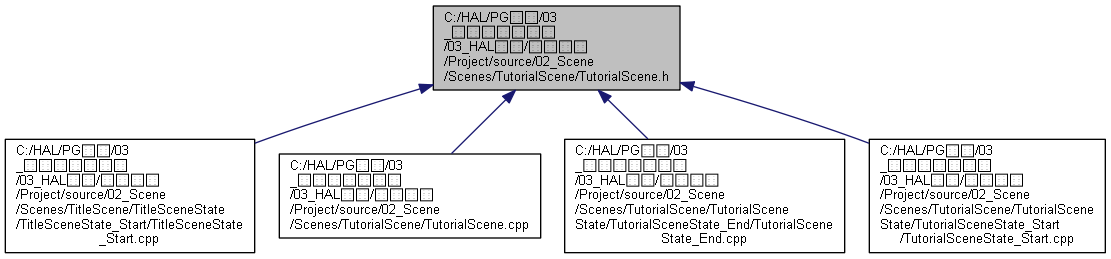 C:/HAL/PG□□/03
_□□□□□□□
/03_HAL□□/□□□□
/Project/source/02_Scene
/Scenes/TutorialScene/TutorialScene.h
C:/HAL/PG□□/03
_□□□□□□□
/03_HAL□□/□□□□
/Project/source/02_Scene
/Scenes/TitleScene/TitleSceneState
/TitleSceneState_Start/TitleSceneState
_Start.cpp
C:/HAL/PG□□/03
_□□□□□□□
/03_HAL□□/□□□□
/Project/source/02_Scene
/Scenes/TutorialScene/TutorialScene.cpp
C:/HAL/PG□□/03
_□□□□□□□
/03_HAL□□/□□□□
/Project/source/02_Scene
/Scenes/TutorialScene/TutorialScene
State/TutorialSceneState_End/TutorialScene
State_End.cpp
C:/HAL/PG□□/03
_□□□□□□□
/03_HAL□□/□□□□
/Project/source/02_Scene
/Scenes/TutorialScene/TutorialScene
State/TutorialSceneState_Start
/TutorialSceneState_Start.cpp